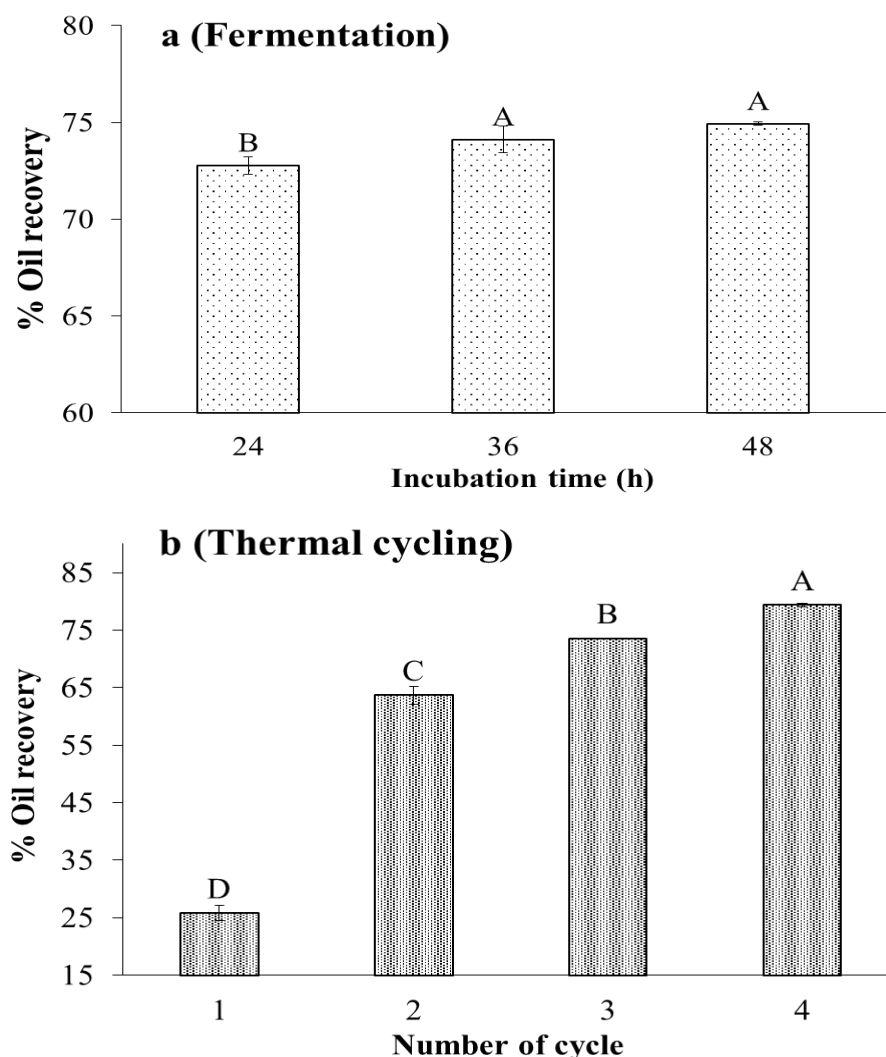 a (Fermentation)
80
75
70
65
60
% Oil recovery
B
A
A
24
36
48
Incubation time (h)
b (Thermal cycling)
85
75
65
55
45
35
25
15
% Oil recovery
D
C
B
A
1
2
3
4
Number of cycle